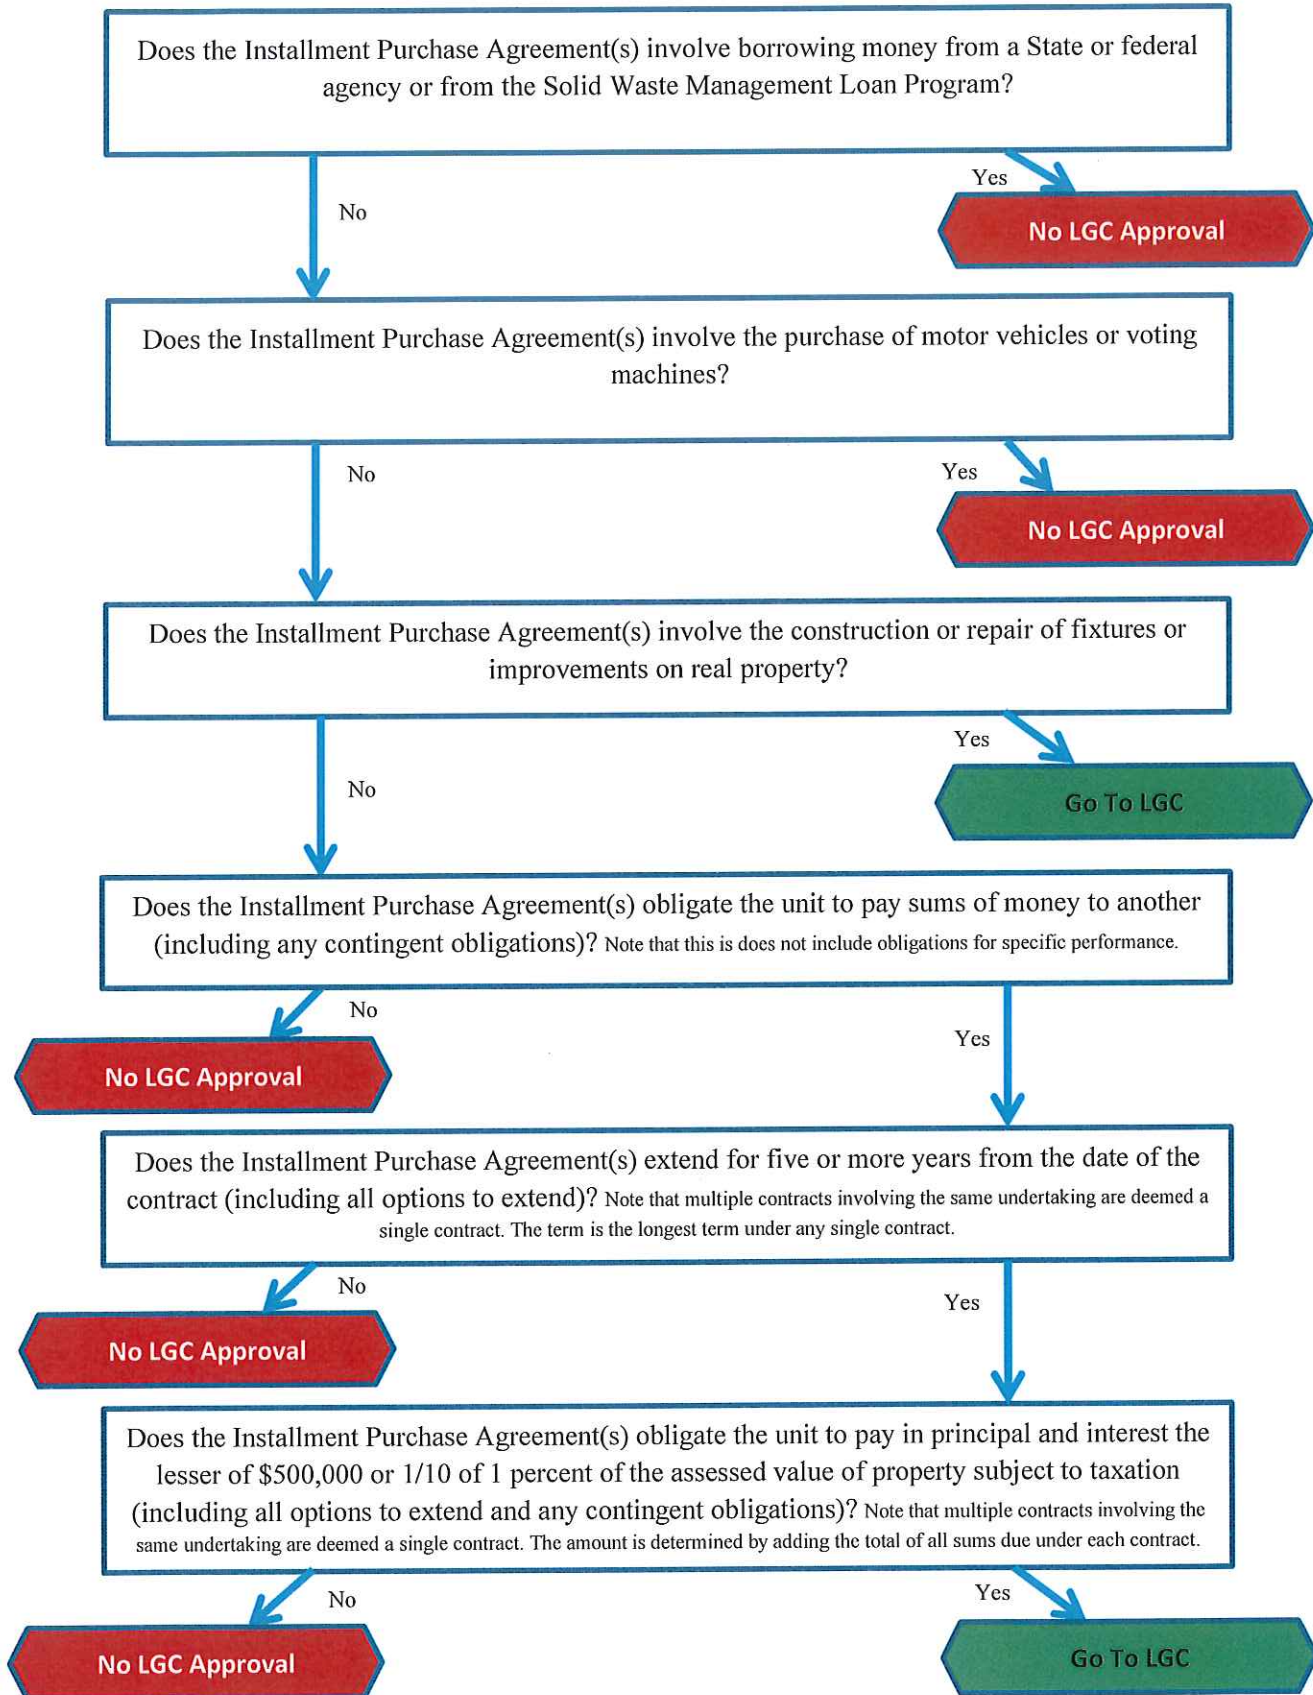 Does the Installment Purchase Agreement(s) involve borrowing money from a State or federal
agency or from the Solid Waste Management Loan Program?
Yes
No
No LGC Approval
Does the Installment Purchase Agreement(s) involve the purchase of motor vehicles or voting
machines?
No
Yes
No LGC Approval
Does the Installment Purchase Agreement(s) involve the construction or repair of fixtures or
improvements on real property?
Yes
No
Go To LGC
Does the Installment Purchase Agreement(s) obligate the unit to pay sums of money to another
(including any contingent obligations)? Note that this is does not include obligations for specific performance.
No
Yes
No LGC Approval
Does the Installment Purchase Agreement(s) extend for five or more years from the date of the
contract (including all options to extend)? Note that multiple contracts involving the same undertaking are deemed a
single contract. The term is the longest term under any single contract.
No
Yes
No LGC Approval
Does the Installment Purchase Agreement(s) obligate the unit to pay in principal and interest the
lesser of $500,000 or 1/10 of 1 percent of the assessed value of property subject to taxation
(including all options to extend and any contingent obligations)? Note that multiple contracts involving the
same undertaking are deemed a single contract. The amount is determined by adding the total of all sums due under each contract.
No
Yes
No LGC Approval
Go To LGC